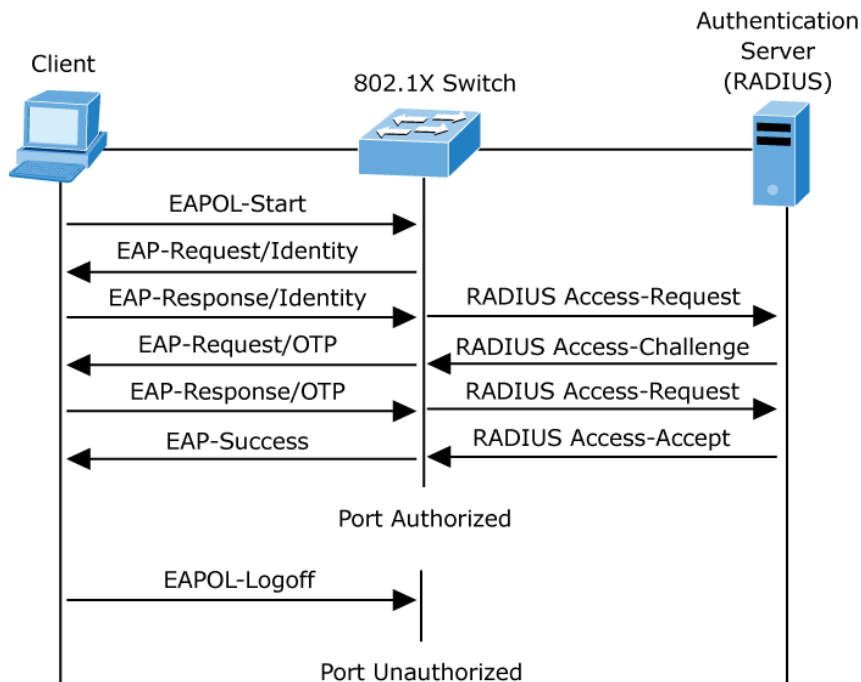 Authentication
Server
(RADIUS)
Client
802.1X Switch
EAPOL-Start
EAP-Request/Identity
EAP-Response/Identity
RADIUS Access-Request
EAP-Request/OTP
RADIUS Access-Challenge
EAP-Response/OTP
RADIUS Access-Request
EAP-Success
RADIUS Access-Accept
Port Authorized
EAPOL-Logoff
Port Unauthorized